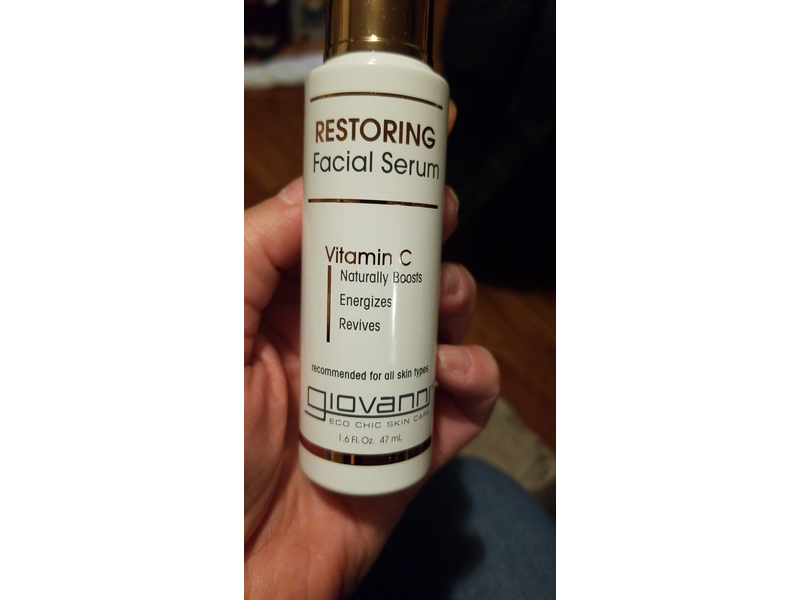 RESTORING
Facial Serum
Vitamin C
Naturally Boosts
Energizes
Revives
recommended for all skin types
giovanni
ECO CHIC SKIN CARE
1.6 Fl. Oz. 47 mL